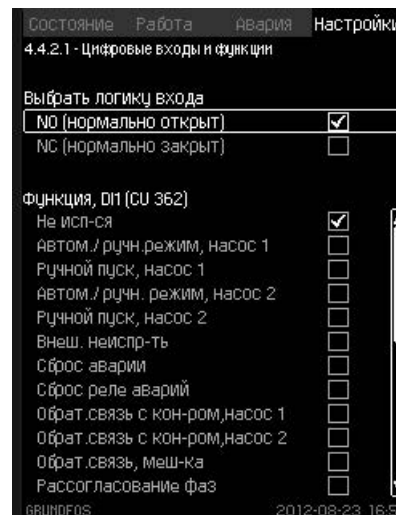 Состояние Работа Авария Настройки
4.4.2.1 - Цифровые входы и функции
Выбрать логику входа
NO (нормально открыт)
NC (нормально закрыт)
Функция, DI1 (CU 362)
Не исп-ся
Автом./ ручн.режим, насос 1
Ручной пуск, насос 1
Автом./ ручн. режим, насос 2
Ручной пуск, насос 2
Внеш. неиспр-ть
Сброс аварии
Сброс реле аварий
Обрат.связь с кон-ром,насос 1
Обрат.связь с кон-ром,насос 2
Обрат.связь, меш-ка
Рассогласование фаз
GRUNDFOS 2012-08-23 16:5